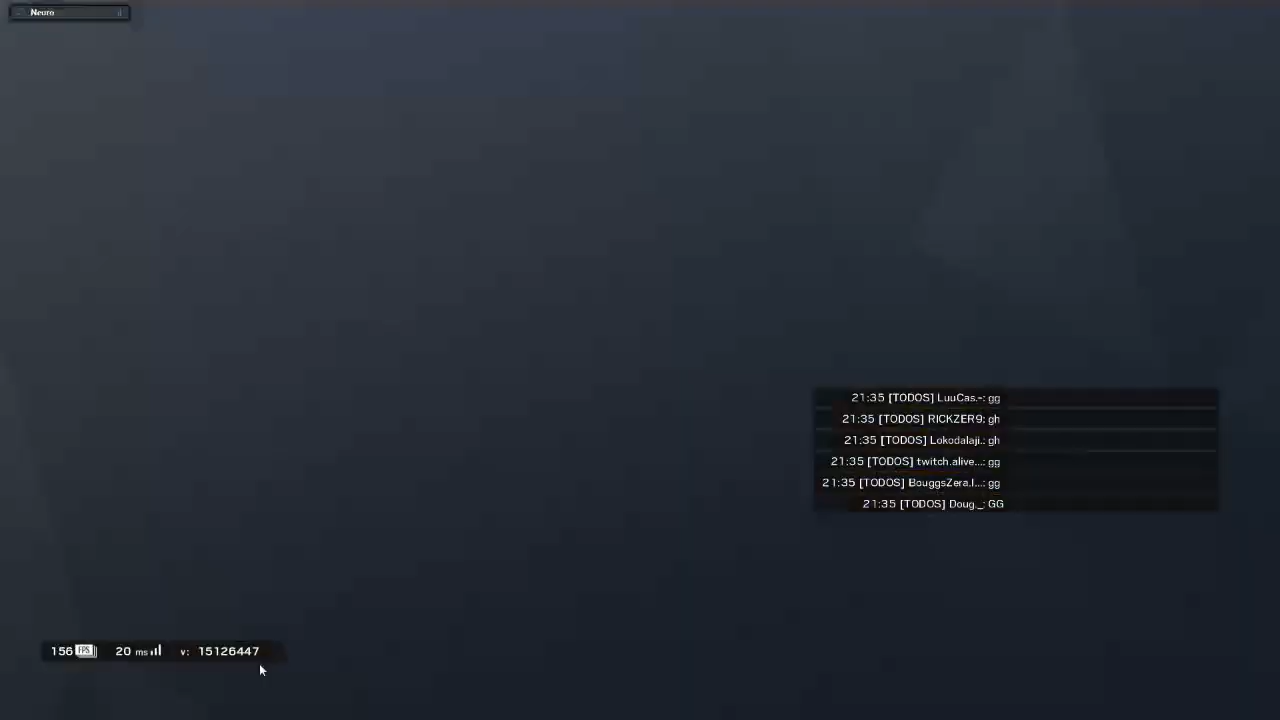 Neuro
21:35 [TODOS] LuuCas.~: gg
21:35 [TODOS] RICKZER9: gh
21:35 [TODOS] Lokodalaji.: gh
21:35 [TODOS] twitch.alive...: gg
21:35 [TODOS] BouggsZera.l...: gg
21:35 [TODOS] Doug._: GG
156 FPS 20 ms v: 15126447